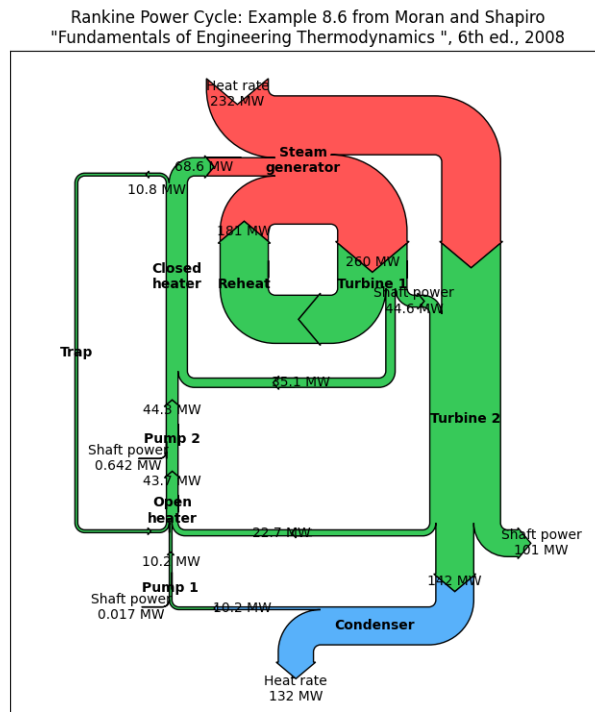 Rankine Power Cycle: Example 8.6 from Moran and Shapiro
"Fundamentals of Engineering Thermodynamics ", 6th ed., 2008
Heat rate
232 MW
Steam
generator
68.6 MW
10.8 MW
181 MW
260 MW
Closed
heater
Reheat
Turbine 1
Shaft power
44.6 MW
Trap
35.1 MW
44.3 MW
Turbine 2
Pump 2
Shaft power
0.642 MW
43.7 MW
Open
heater
22.7 MW
Shaft power
101 MW
10.2 MW
142 MW
Pump 1
Shaft power
0.017 MW
10.2 MW
Condenser
Heat rate
132 MW